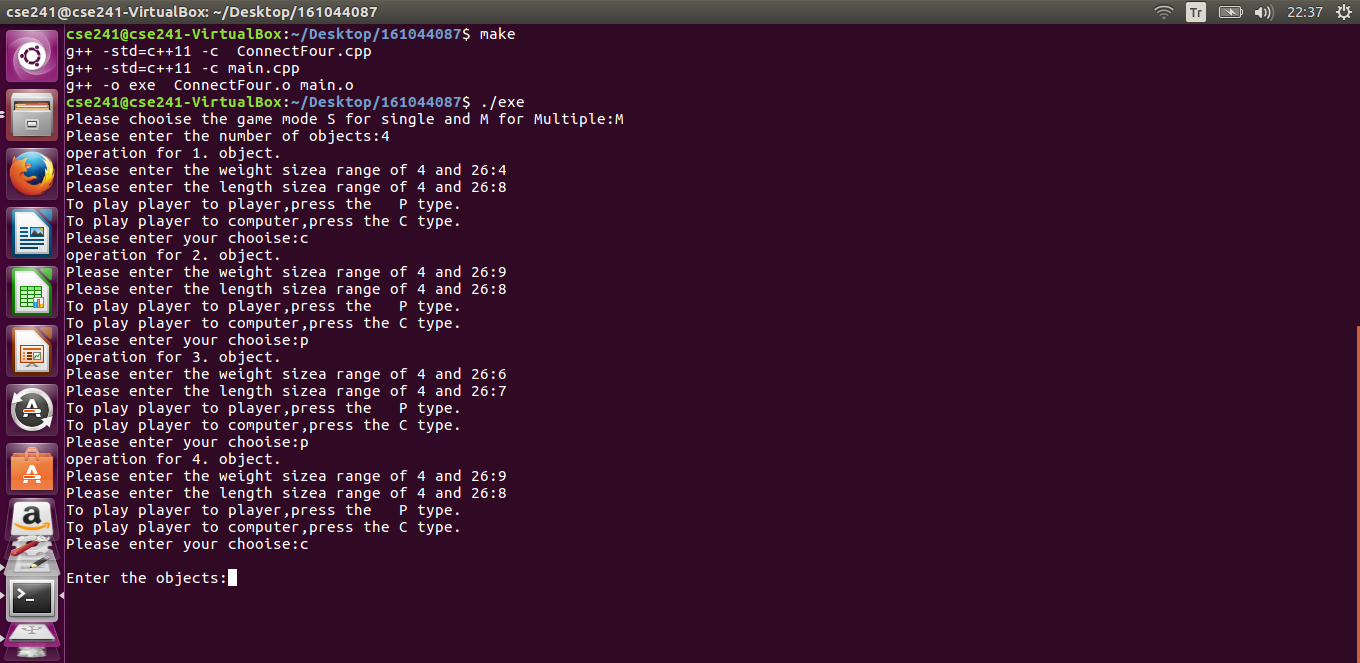 cse241@cse241-VirtualBox: ~/Desktop/161044087 Tr 22:37
cse241@cse241-VirtualBox:~/Desktop/161044087$ make
g++ -std=c++11 -c  ConnectFour.cpp
g++ -std=c++11 -c main.cpp
g++ -o exe  ConnectFour.o main.o
cse241@cse241-VirtualBox:~/Desktop/161044087$ ./exe
Please chooise the game mode S for single and M for Multiple:M
Please enter the number of objects:4
operation for 1. object.
Please enter the weight sizea range of 4 and 26:4
Please enter the length sizea range of 4 and 26:8
To play player to player,press the   P type.
To play player to computer,press the C type.
Please enter your chooise:c
operation for 2. object.
Please enter the weight sizea range of 4 and 26:9
Please enter the length sizea range of 4 and 26:8
To play player to player,press the   P type.
To play player to computer,press the C type.
Please enter your chooise:p
operation for 3. object.
Please enter the weight sizea range of 4 and 26:6
Please enter the length sizea range of 4 and 26:7
To play player to player,press the   P type.
To play player to computer,press the C type.
Please enter your chooise:p
operation for 4. object.
Please enter the weight sizea range of 4 and 26:9
Please enter the length sizea range of 4 and 26:8
To play player to player,press the   P type.
To play player to computer,press the C type.
Please enter your chooise:c
Enter the objects: